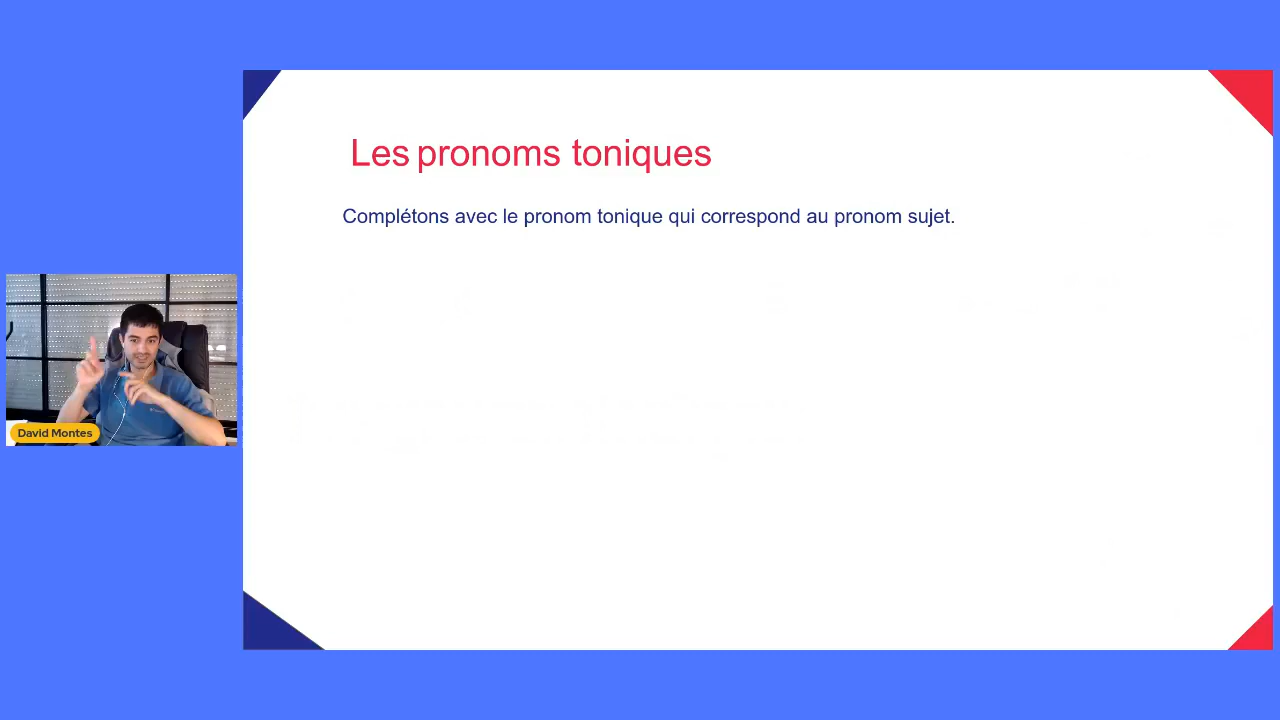 Les pronoms toniques
Complétons avec le pronom tonique qui correspond au pronom sujet.
David Montes